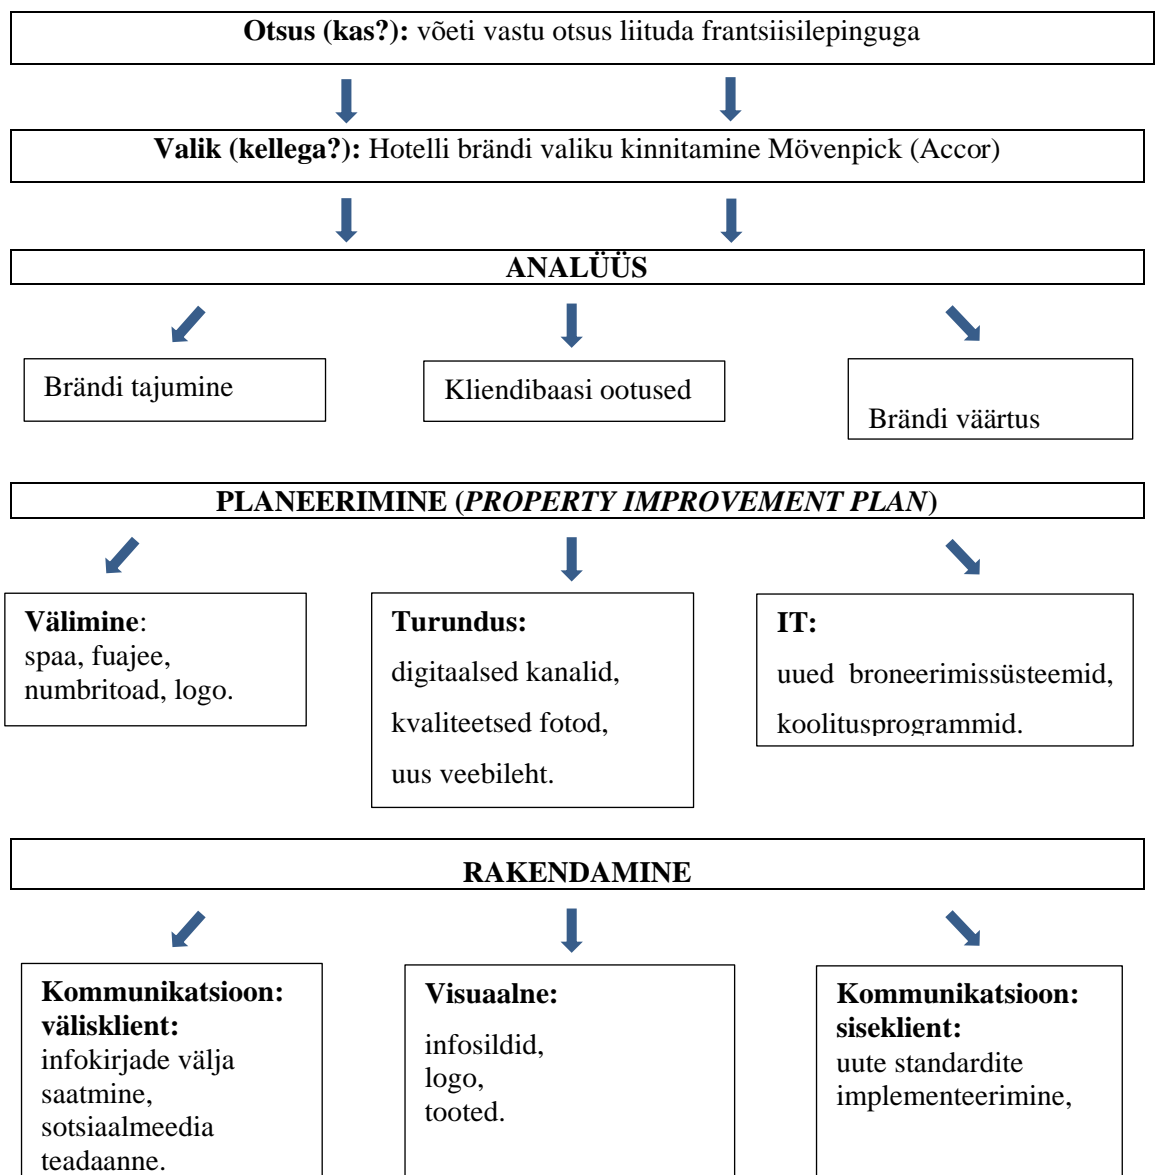 Otsus (kas?): võeti vastu otsus liituda frantsiisilepinguga
Valik (kellega?): Hotelli brändi valiku kinnitamine Mövenpick (Accor)
ANALÜÜS
Brändi tajumine
Kliendibaasi ootused
Brändi väärtus
PLANEERIMINE (PROPERTY IMPROVEMENT PLAN)
Välimine:
spaa, fuajee,
numbritoad, logo.
Turundus:
digitaalsed kanalid,
kvaliteetsed fotod,
uus veebileht.
IT:
uued broneerimissüsteemid,
koolitusprogrammid.
RAKENDAMINE
Kommunikatsioon:
välisklient:
infokirjade välja
saatmine,
sotsiaalmeedia
teadaanne.
Visuaalne:
infosildid,
logo,
tooted.
Kommunikatsioon:
siseklient:
uute standardite
implementeerimine,